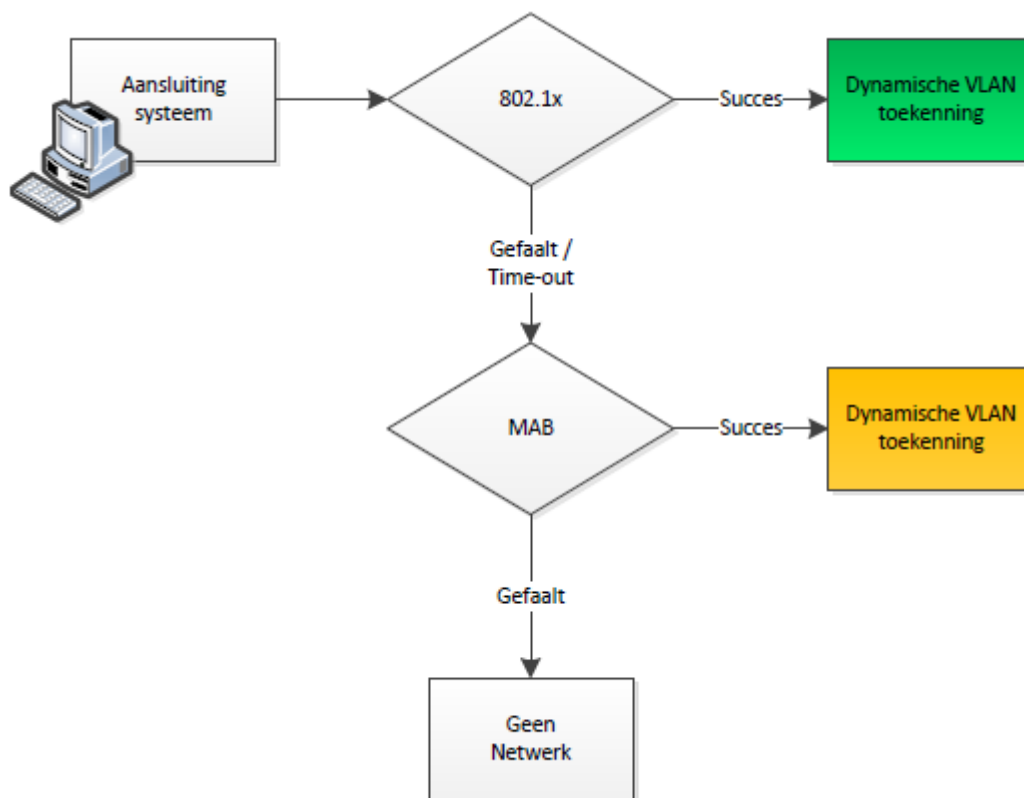 Aansluiting
systeem
802.1x
Succes
Dynamische VLAN
toekenning
Gefaalt /
Time-out
MAB
Succes
Dynamische VLAN
toekenning
Gefaalt
Geen
Netwerk